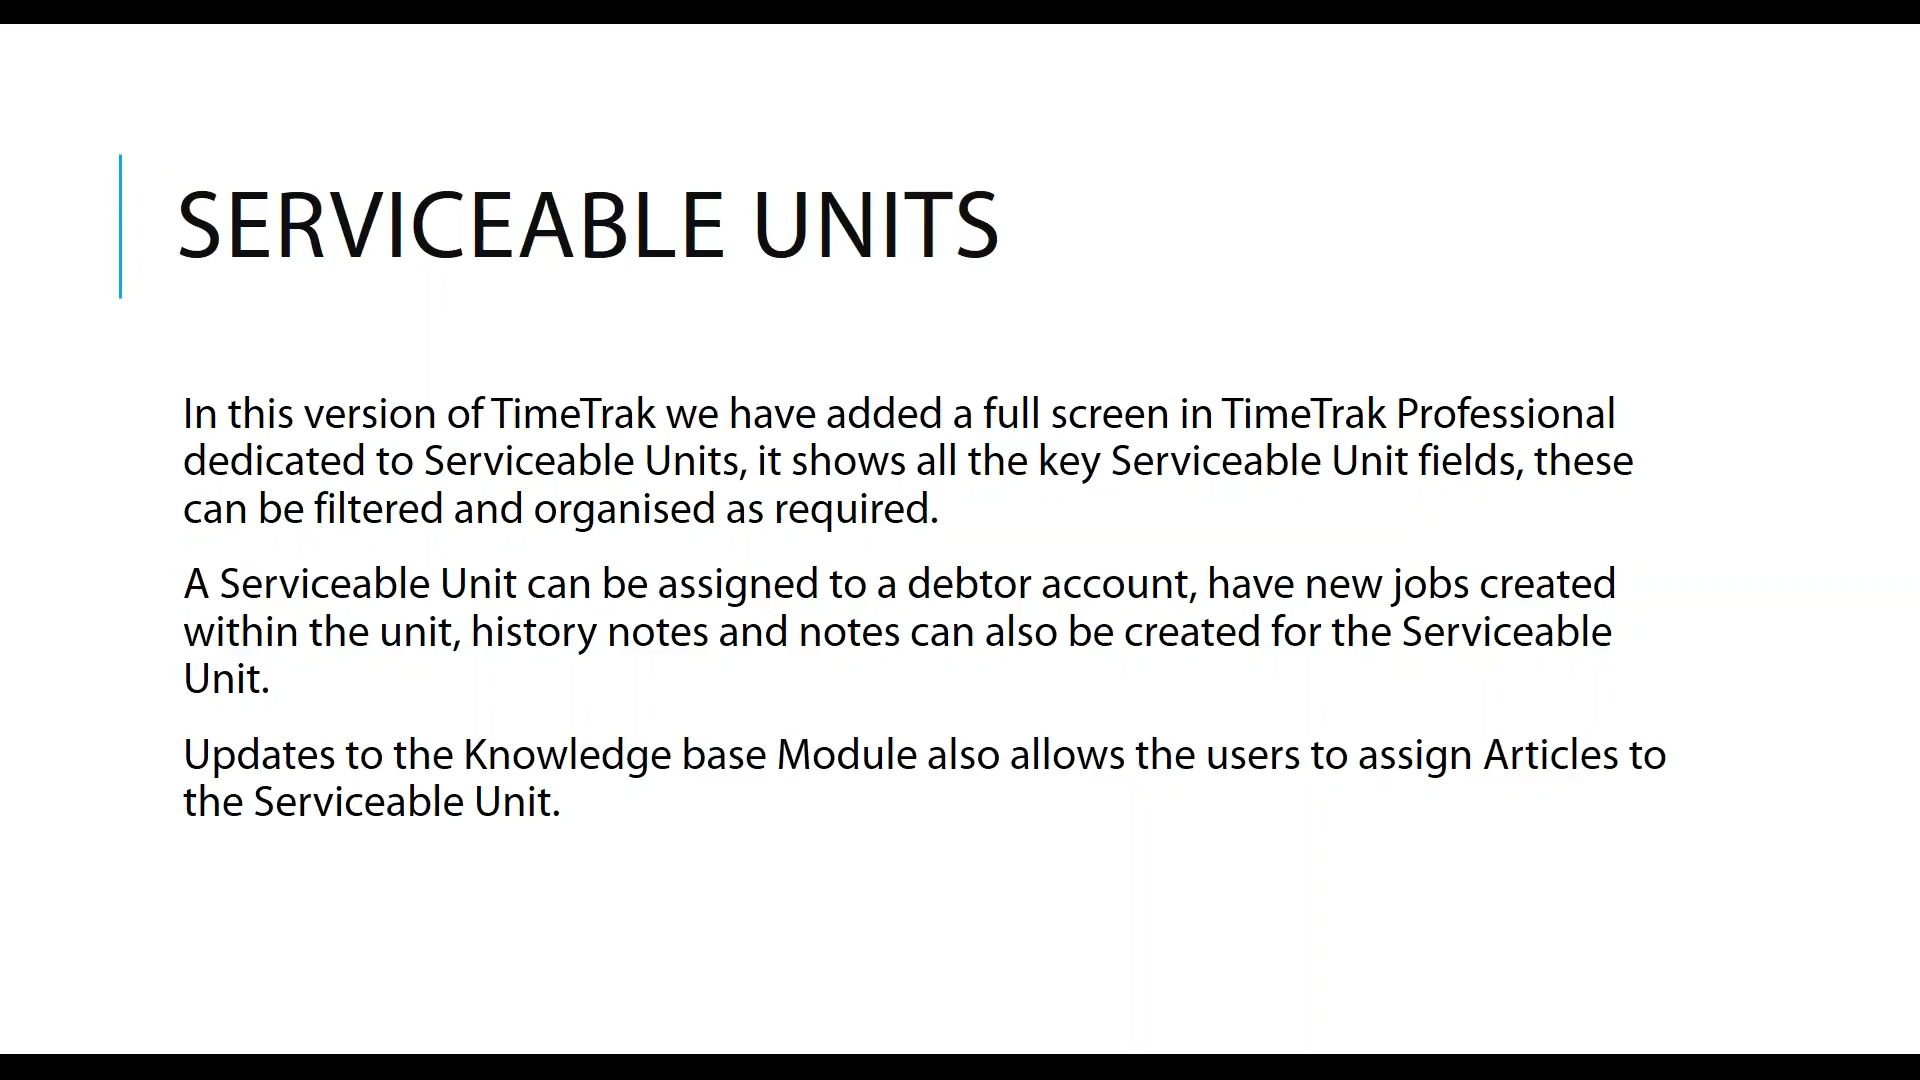 SERVICEABLE UNITS
In this version of TimeTrak we have added a full screen in TimeTrak Professional
dedicated to Serviceable Units, it shows all the key Serviceable Unit fields, these
can be filtered and organised as required.
A Serviceable Unit can be assigned to a debtor account, have new jobs created
within the unit, history notes and notes can also be created for the Serviceable
Unit.
Updates to the Knowledge base Module also allows the users to assign Articles to
the Serviceable Unit.